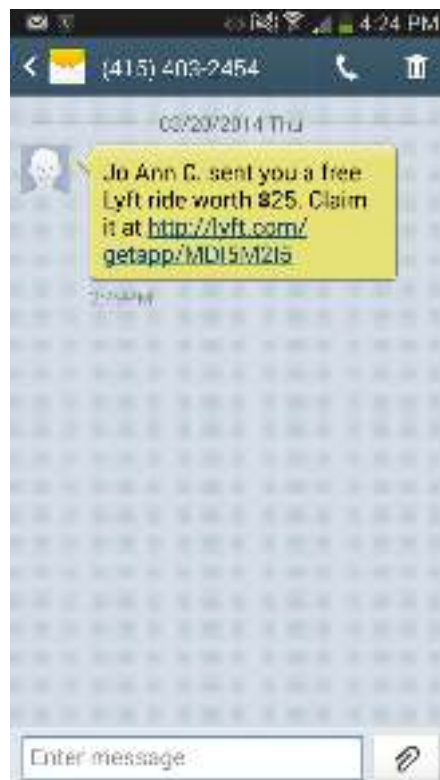 4:24 PM
(415) 403-2454
03/20/2014 Thu
Jo Ann C. sent you a free
Lyft ride worth $25. Claim
it at http://lyft.com/
getapp/
Enter message